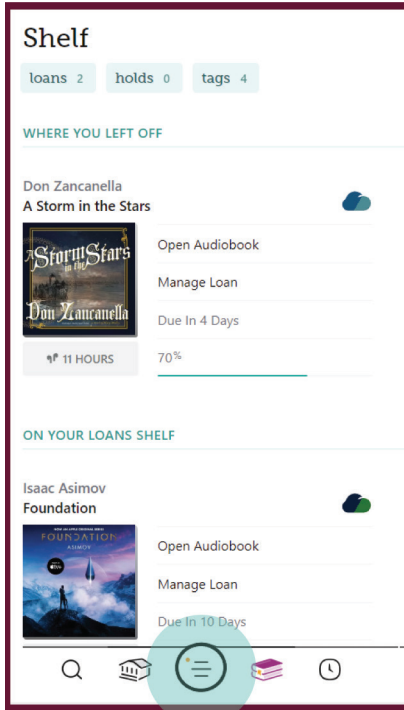 Shelf
loans 2 holds 0 tags 4
WHERE YOU LEFT OFF
Don Zancanella
A Storm in the Stars
A Storm
in the
Stars
Don Zancanella
Open Audiobook
Manage Loan
Due In 4 Days
11 HOURS
70%
ON YOUR LOANS SHELF
Isaac Asimov
Foundation
FOUNDATION
ASIMOV
Open Audiobook
Manage Loan
Due In 10 Days